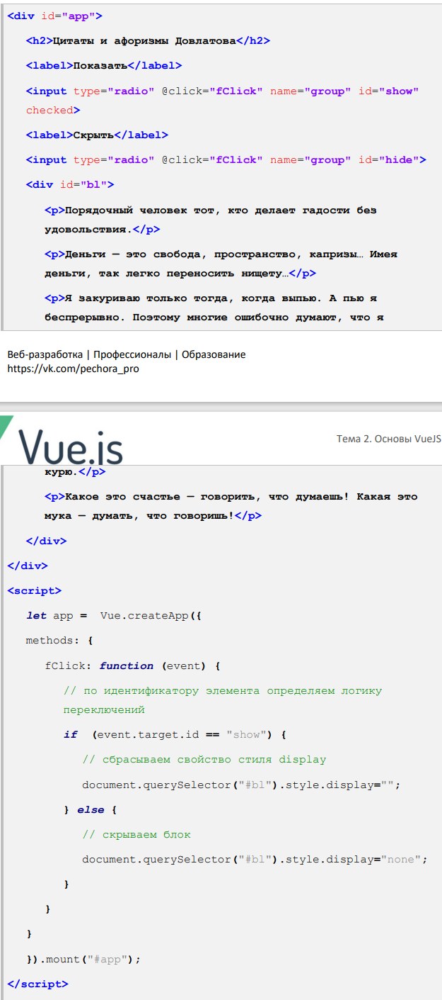 <div id="app">
<h2>Цитаты и афоризмы Довлатова</h2>
<label>Показать</label>
<input type="radio" @click="fClick" name="group" id="show"
checked>
<label>Скрыть</label>
<input type="radio" @click="fClick" name="group" id="hide">
<div id="bl">
<p>Порядочный человек тот, кто делает гадости без
удовольствия.</p>
<p>Деньги — это свобода, пространство, капризы… Имея
деньги, так легко переносить нищету…</p>
<p>Я закуриваю только тогда, когда выпью. А пью я
беспрерывно. Поэтому многие ошибочно думают, что я
Веб-разработка | Профессионалы | Образование
https://vk.com/pechora_pro
Vue.js
Тема 2. Основы VueJS
курю.</p>
<p>Какое это счастье — говорить, что думаешь! Какая это
мука — думать, что говоришь!</p>
</div>
</div>
<script>
let app = Vue.createApp({
methods: {
fClick: function (event) {
// по идентификатору элемента определяем логику
переключений
if (event.target.id == "show") {
// сбрасываем свойство стиля display
document.querySelector("#bl").style.display="";
} else {
// скрываем блок
document.querySelector("#bl").style.display="none";
}
}
}
}).mount("#app");
</script>